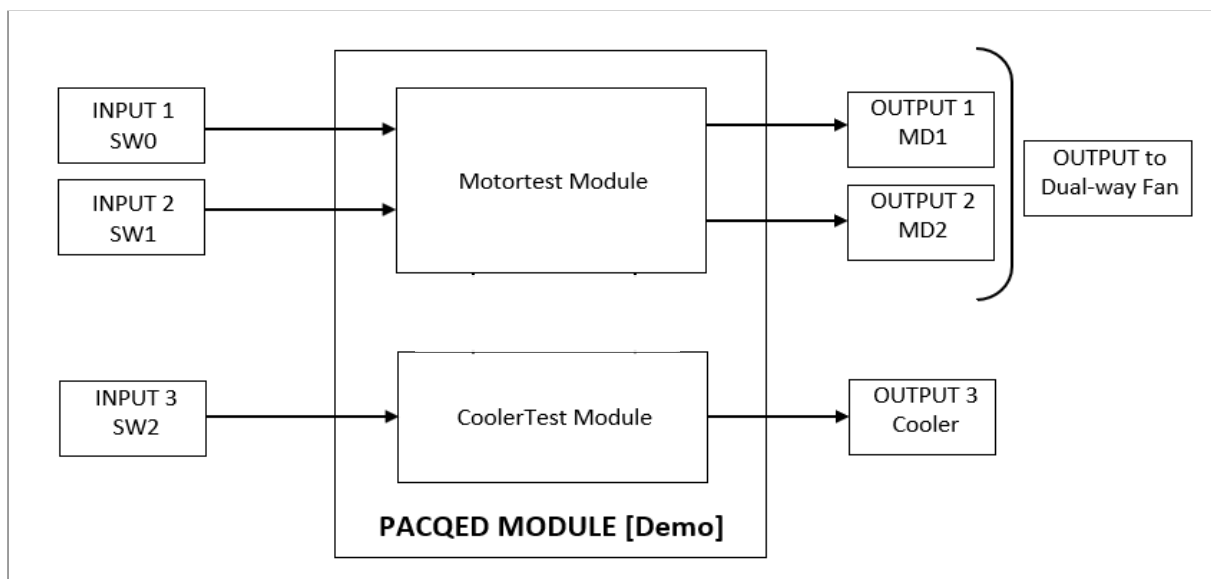 INPUT 1
SW0
INPUT 2
SW1
Motortest Module
OUTPUT 1
MD1
OUTPUT 2
MD2
OUTPUT to
Dual-way Fan
INPUT 3
SW2
CoolerTest Module
OUTPUT 3
Cooler
PACQED MODULE [Demo]